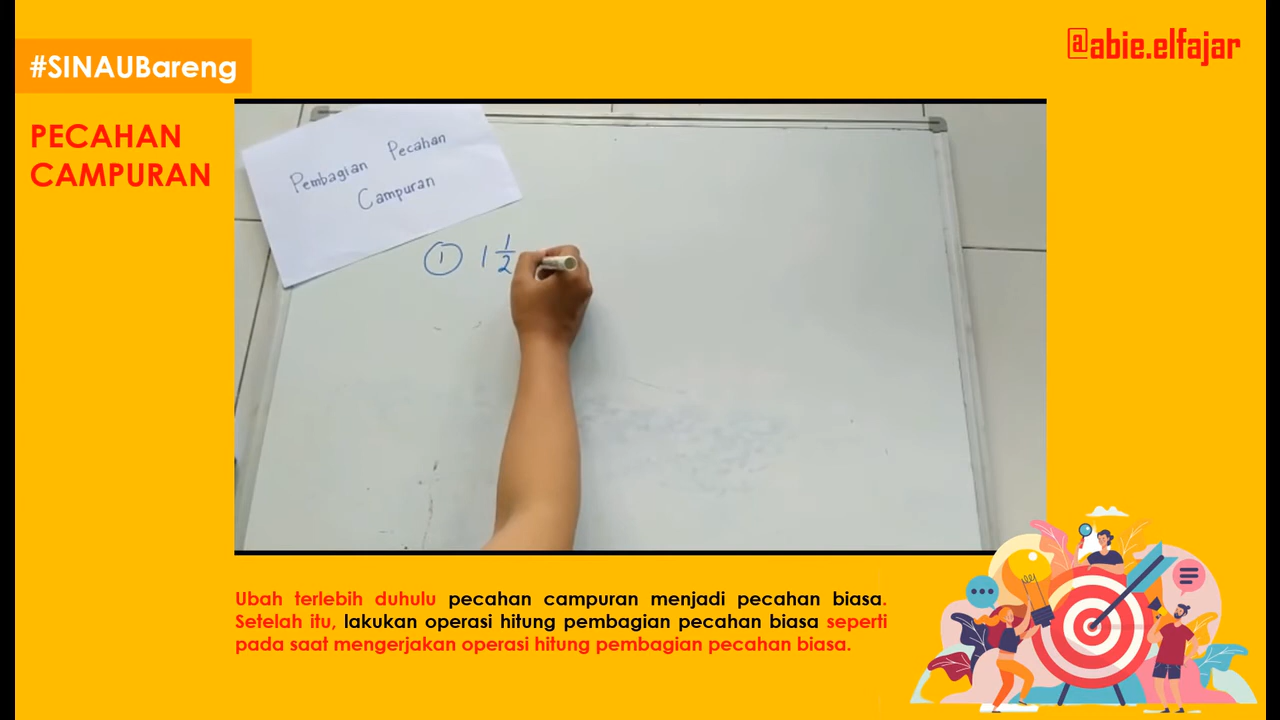 #SINAUBareng
@abie.elfajar
PECAHAN
CAMPURAN
Pembagian Pecahan
Campuran
① 1 1/2
Ubah terlebih duhulu pecahan campuran menjadi pecahan biasa.
Setelah itu, lakukan operasi hitung pembagian pecahan biasa seperti
pada saat mengerjakan operasi hitung pembagian pecahan biasa.